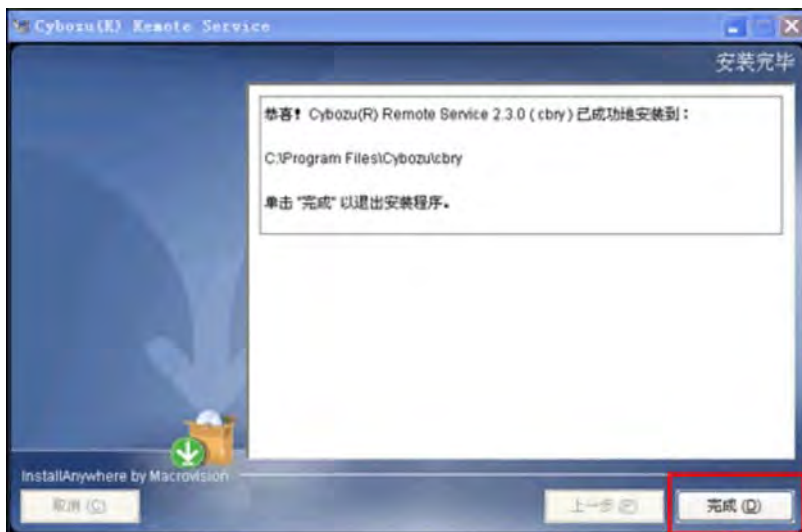 Cybozu(R) Remote Service
安装完毕
恭喜! Cybozu(R) Remote Service 2.3.0 ( cbry ) 已成功地安装到：
C:\Program Files\Cybozu\cbry
单击 "完成" 以退出安装程序。
InstallAnywhere by Macrovision
取消 (C)
上一步 (P)
完成 (D)